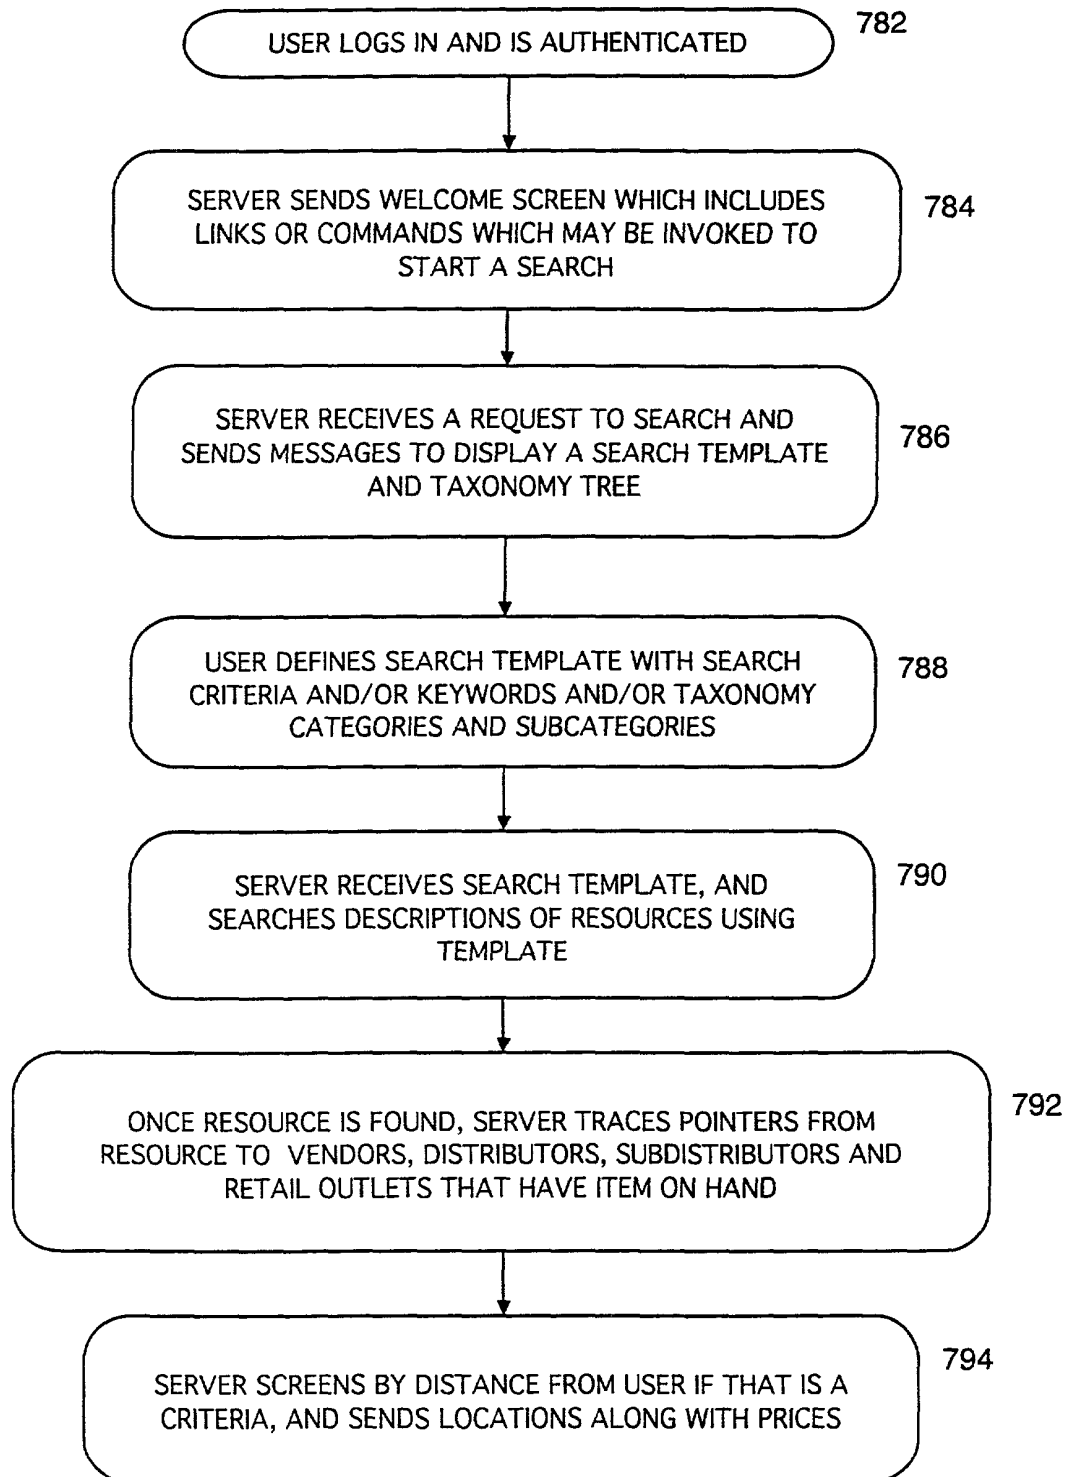 USER LOGS IN AND IS AUTHENTICATED
782
SERVER SENDS WELCOME SCREEN WHICH INCLUDES
LINKS OR COMMANDS WHICH MAY BE INVOKED TO
START A SEARCH
784
SERVER RECEIVES A REQUEST TO SEARCH AND
SENDS MESSAGES TO DISPLAY A SEARCH TEMPLATE
AND TAXONOMY TREE
786
USER DEFINES SEARCH TEMPLATE WITH SEARCH
CRITERIA AND/OR KEYWORDS AND/OR TAXONOMY
CATEGORIES AND SUBCATEGORIES
788
SERVER RECEIVES SEARCH TEMPLATE, AND
SEARCHES DESCRIPTIONS OF RESOURCES USING
TEMPLATE
790
ONCE RESOURCE IS FOUND, SERVER TRACES POINTERS FROM
RESOURCE TO VENDORS, DISTRIBUTORS, SUBDISTRIBUTORS AND
RETAIL OUTLETS THAT HAVE ITEM ON HAND
792
SERVER SCREENS BY DISTANCE FROM USER IF THAT IS A
CRITERIA, AND SENDS LOCATIONS ALONG WITH PRICES
794